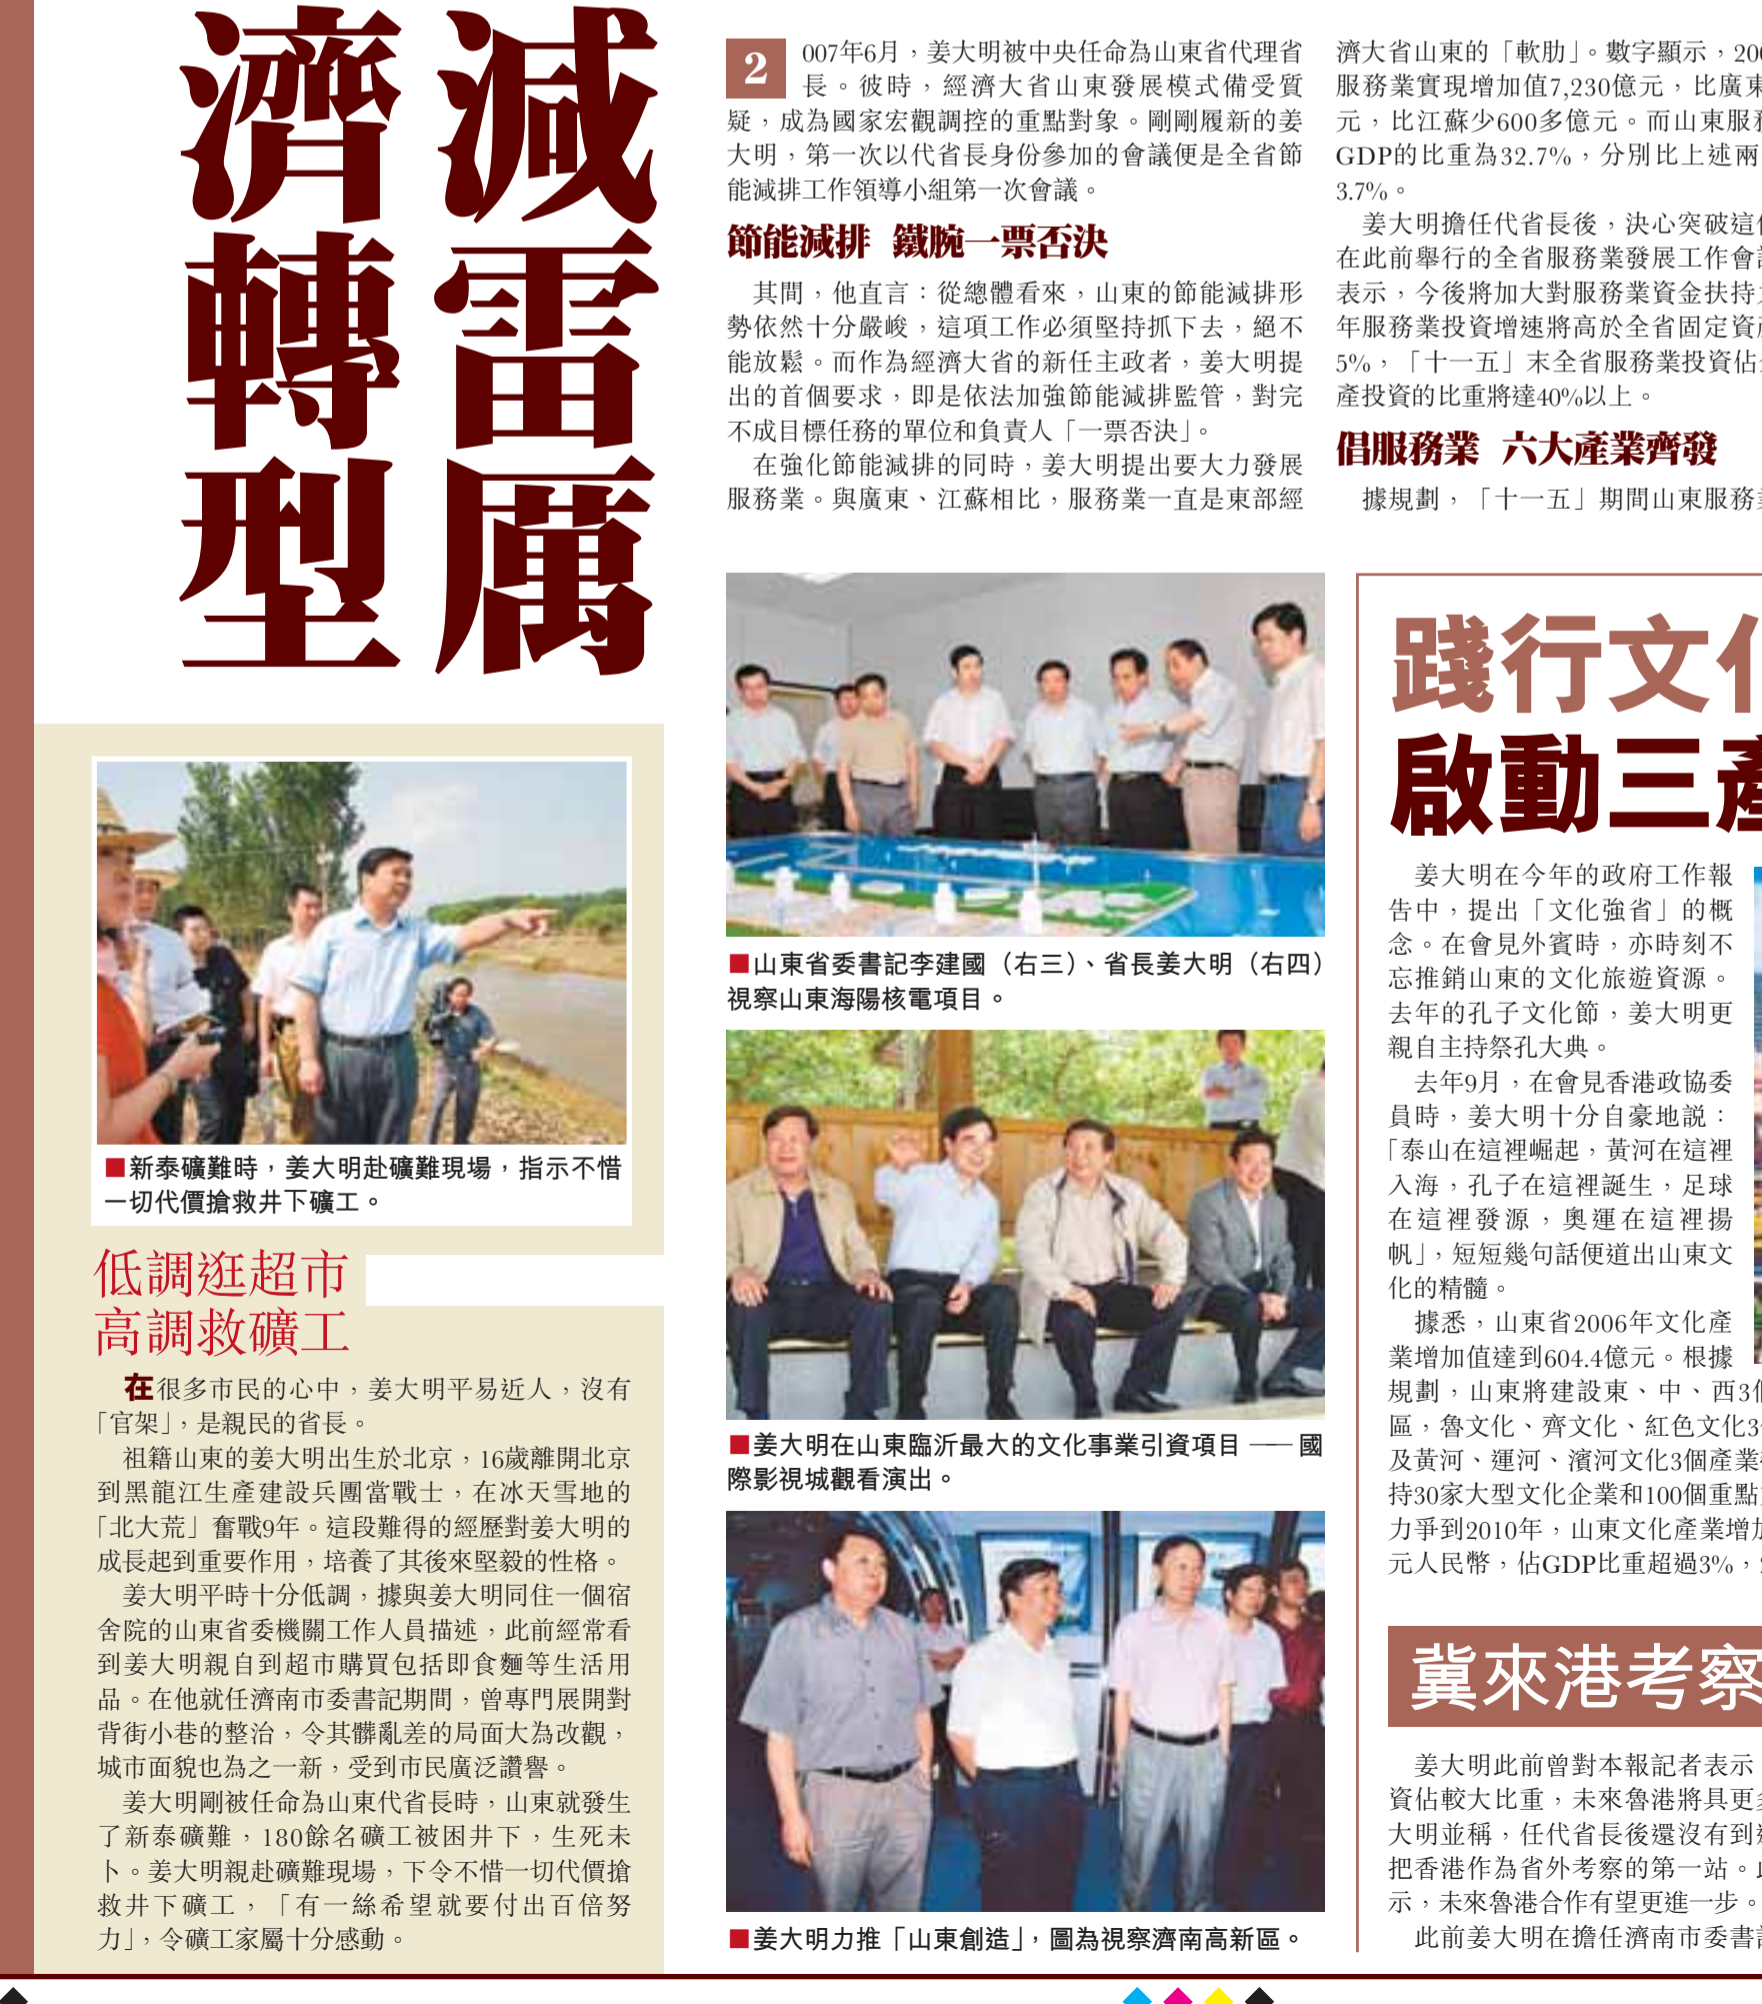 減雷厲
濟轉型
2007年6月，姜大明被中央任命為山東省代理省
長。彼時，經濟大省山東發展模式備受質
疑，成為國家宏觀調控的重點對象。剛剛履新的姜
大明，第一次以代省長身份參加的會議便是全省節
能減排工作領導小組第一次會議。
節能減排 鐵腕一票否決
其間，他直言：從總體看來，山東的節能減排形
勢依然十分嚴峻，這項工作必須堅持抓下去，絕不
能放鬆。而作為經濟大省的新任主政者，姜大明提
出的首個要求，即是依法加強節能減排監管，對完
不成目標任務的單位和負責人「一票否決」。
在強化節能減排的同時，姜大明提出要大力發展
服務業。與廣東、江蘇相比，服務業一直是東部經
濟大省山東的「軟肋」。數字顯示，200
服務業實現增加值7,230億元，比廣東
元，比江蘇少600多億元。而山東服務
GDP的比重為32.7%，分別比上述兩
3.7%。
姜大明擔任代省長後，決心突破這個
在此前舉行的全省服務業發展工作會議
表示，今後將加大對服務業資金扶持
年服務業投資增速將高於全省固定資產
5%，「十一五」末全省服務業投資佔
產投資的比重將達40%以上。
倡服務業 六大產業齊發
據規劃，「十一五」期間山東服務業
■新泰礦難時，姜大明赴礦難現場，指示不惜
一切代價搶救井下礦工。
低調逛超市
高調救礦工
在很多市民的心中，姜大明平易近人，沒有
「官架」，是親民的省長。
祖籍山東的姜大明出生於北京，16歲離開北京
到黑龍江生產建設兵團當戰士，在冰天雪地的
「北大荒」奮戰9年。這段難得的經歷對姜大明的
成長起到重要作用，培養了其後來堅毅的性格。
姜大明平時十分低調，據與姜大明同住一個宿
舍院的山東省委機關工作人員描述，此前經常看
到姜大明親自到超市購買包括即食麵等生活用
品。在他就任濟南市委書記期間，曾專門展開對
背街小巷的整治，令其髒亂差的局面大為改觀，
城市面貌也為之一新，受到市民廣泛讚譽。
姜大明剛被任命為山東代省長時，山東就發生
了新泰礦難，180餘名礦工被困井下，生死未
卜。姜大明親赴礦難現場，下令不惜一切代價搶
救井下礦工，「有一絲希望就要付出百倍努
力」，令礦工家屬十分感動。
■山東省委書記李建國（右三）、省長姜大明（右四）
視察山東海陽核電項目。
■姜大明在山東臨沂最大的文化事業引資項目——國
際影視城觀看演出。
■姜大明力推「山東創造」，圖為視察濟南高新區。
踐行文化
啟動三產
姜大明在今年的政府工作報
告中，提出「文化強省」的概
念。在會見外賓時，亦時刻不
忘推銷山東的文化旅遊資源。
去年的孔子文化節，姜大明更
親自主持祭孔大典。
去年9月，在會見香港政協委
員時，姜大明十分自豪地說：
「泰山在這裡崛起，黃河在這裡
入海，孔子在這裡誕生，足球
在這裡發源，奧運在這裡揚
帆」，短短幾句話便道出山東文
化的精髓。
據悉，山東省2006年文化產
業增加值達到604.4億元。根據
規劃，山東將建設東、中、西3個
區，魯文化、齊文化、紅色文化3
及黃河、運河、濱河文化3個產業
持30家大型文化企業和100個重點
力爭到2010年，山東文化產業增加
元人民幣，佔GDP比重超過3%，
冀來港考察
姜大明此前曾對本報記者表示，
資佔較大比重，未來魯港將具更多
大明並稱，任代省長後還沒有到
把香港作為省外考察的第一站。此
示，未來魯港合作有望更進一步。
此前姜大明在擔任濟南市委書記